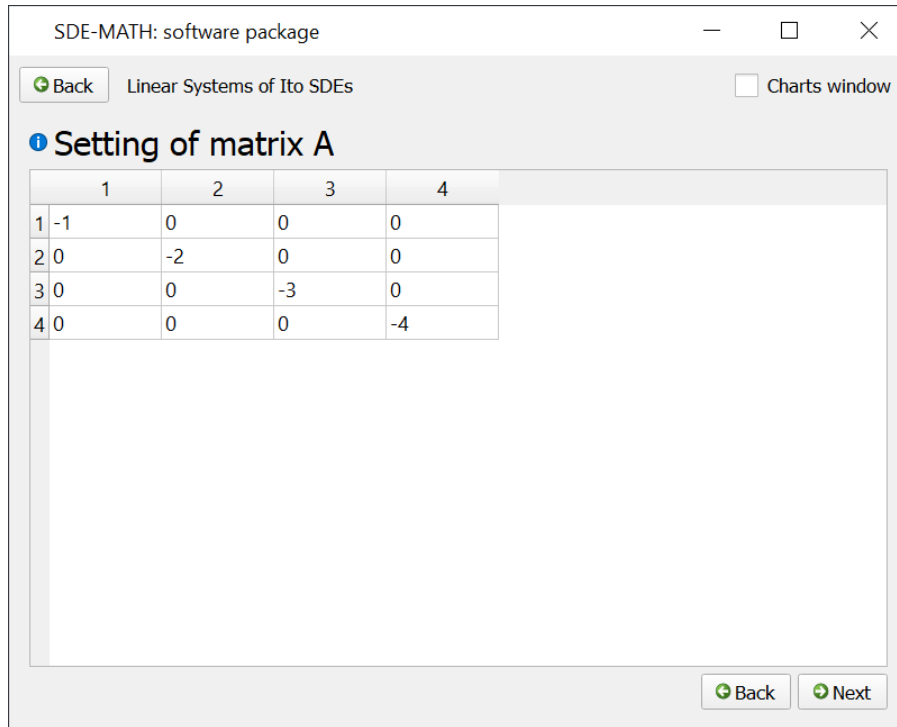 SDE-MATH: software package
Back Linear Systems of Ito SDEs Charts window
Setting of matrix A
1 2 3 4
1 -1 0 0 0
2 0 -2 0 0
3 0 0 -3 0
4 0 0 0 -4
Back Next